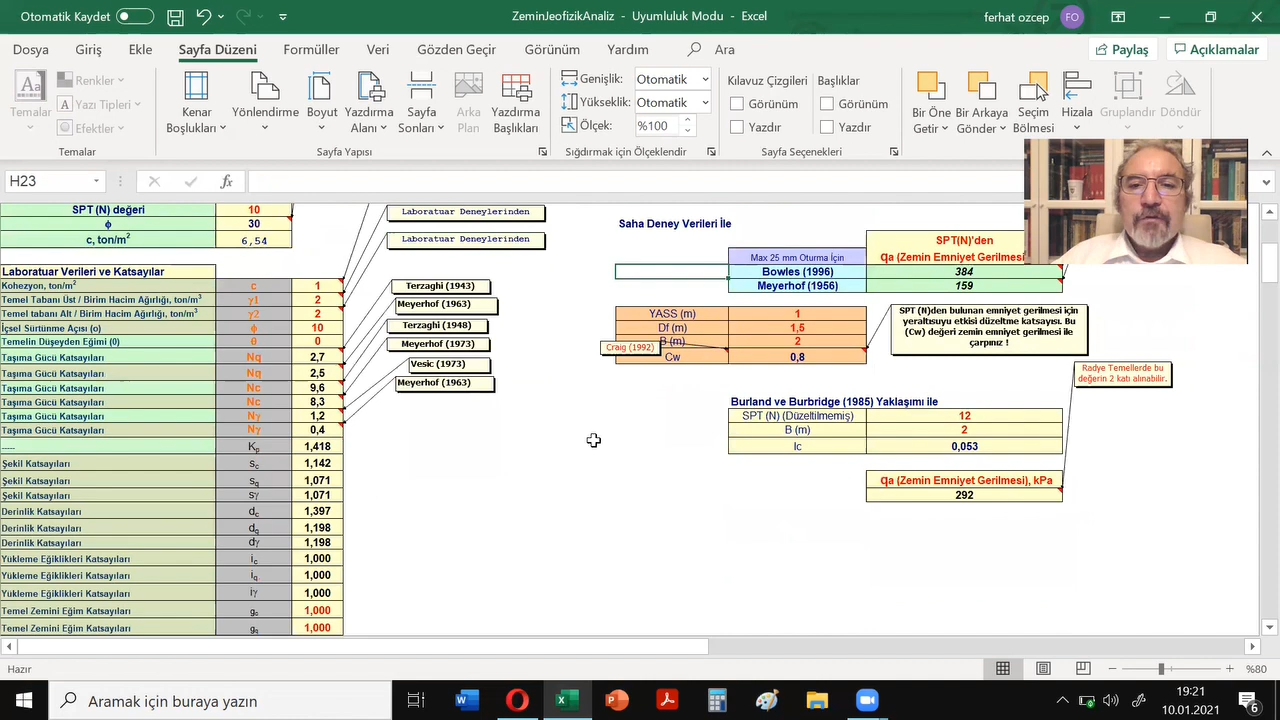 Otomatik Kaydet
ZeminJeofizikAnaliz - Uyumluluk Modu - Excel
ferhat ozcep
FO
Dosya
Giriş
Ekle
Sayfa Düzeni
Formüller
Veri
Gözden Geçir
Görünüm
Yardım
Ara
Paylaş
Açıklamalar
Temalar
Renkler
Yazı Tipleri
Efektler
Temalar
Kenar Boşlukları
Yönlendirme
Boyut
Yazdırma Alanı
Sayfa Sonları
Arka Plan
Yazdırma Başlıkları
Sayfa Yapısı
Genişlik: Otomatik
Yükseklik: Otomatik
Ölçek: %100
Sığdırmak için Ölçeklendir
Kılavuz Çizgileri
Görünüm
Yazdır
Başlıklar
Görünüm
Yazdır
Sayfa Seçenekleri
Bir Öne Getir
Bir Arkaya Gönder
Seçim Bölmesi
Hizala
Gruplandır
Döndür
H23
fx
SPT (N) değeri 10
ϕ 30
c, ton/m2 6,54
Laboratuar Deneylerinden
Laboratuar Deneylerinden
Laboratuar Verileri ve Katsayılar
Kohezyon, ton/m2 c 1
Temel Tabanı Üst / Birim Hacim Ağırlığı, ton/m3 γ1 2
Temel tabanı Alt / Birim Hacim Ağırlığı, ton/m3 γ2 2
İçsel Sürtünme Açısı (o) ϕ 10
Temelin Düşeyden Eğimi (0) θ 0
Taşıma Gücü Katsayıları Nq 2,7
Taşıma Gücü Katsayıları Nq 2,5
Taşıma Gücü Katsayıları Nc 9,6
Taşıma Gücü Katsayıları Nc 8,3
Taşıma Gücü Katsayıları Nγ 1,2
Taşıma Gücü Katsayıları Nγ 0,4
----- Kp 1,418
Şekil Katsayıları sc 1,142
Şekil Katsayıları sq 1,071
Şekil Katsayıları sγ 1,071
Derinlik Katsayıları dc 1,397
Derinlik Katsayıları dq 1,198
Derinlik Katsayıları dγ 1,198
Yükleme Eğiklikleri Katsayıları ic 1,000
Yükleme Eğiklikleri Katsayıları iq 1,000
Yükleme Eğiklikleri Katsayıları iγ 1,000
Temel Zemini Eğim Katsayıları gc 1,000
Temel Zemini Eğim Katsayıları gq 1,000
Terzaghi (1943)
Meyerhof (1963)
Terzaghi (1948)
Meyerhof (1973)
Vesic (1973)
Meyerhof (1963)
Saha Deney Verileri İle
SPT(N)'den
Max 25 mm Oturma İçin
qa (Zemin Emniyet Gerilmesi)
Bowles (1996) 384
Meyerhof (1956) 159
YASS (m) 1
Df (m) 1,5
B (m) 2
Cw 0,8
Craig (1992)
SPT (N)den bulunan emniyet gerilmesi için
yeraltısuyu etkisi düzeltme katsayısı. Bu
(Cw) değeri zemin emniyet gerilmesi ile
çarpınız !
Radye Temellerde bu
değerin 2 katı alınabilir.
Burland ve Burbridge (1985) Yaklaşımı ile
SPT (N) (Düzeltilmemiş) 12
B (m) 2
Ic 0,053
qa (Zemin Emniyet Gerilmesi), kPa
292
Hazır
%80
Aramak için buraya yazın
19:21
10.01.2021
6